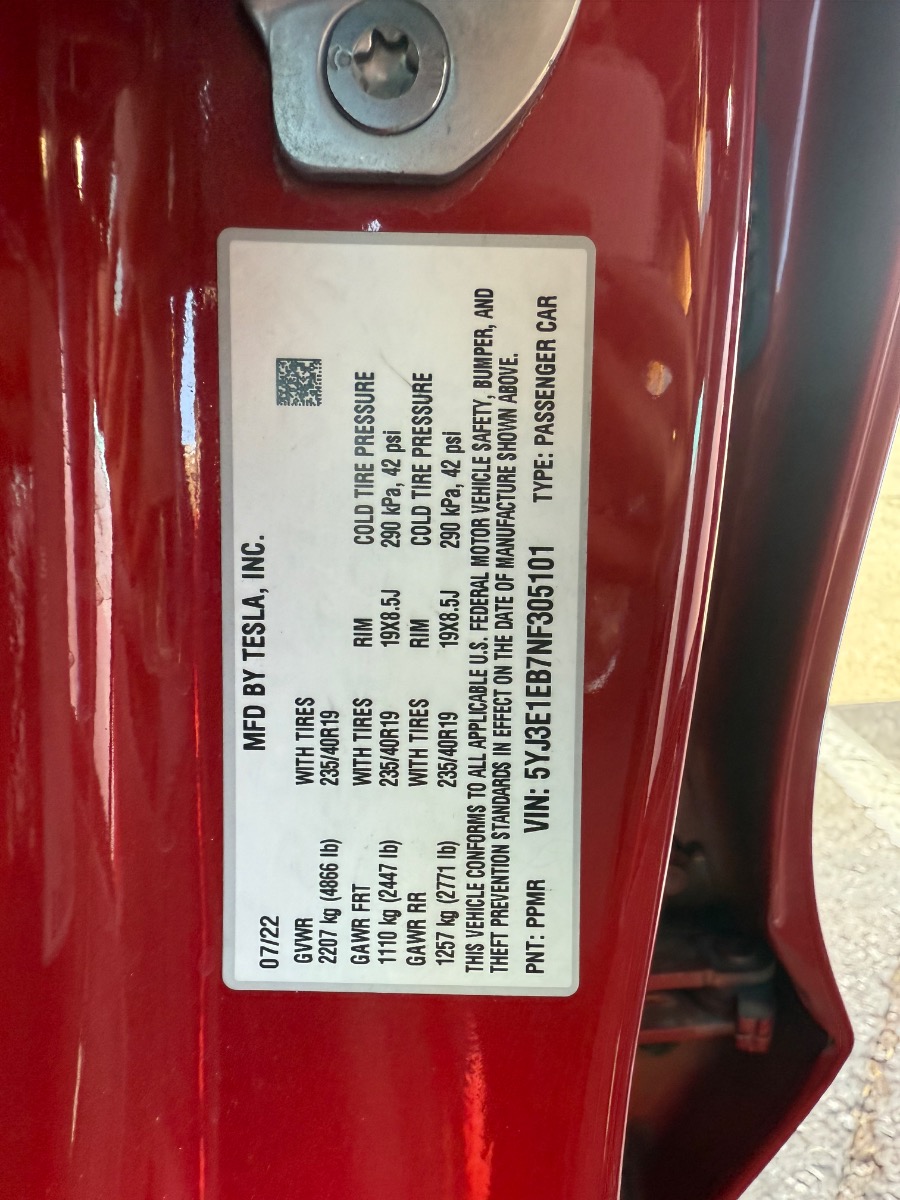 MFD BY TESLA, INC.
07/22
GVWR WITH TIRES
2207 kg (4866 lb) 235/40R19
GAWR FRT WITH TIRES RIM COLD TIRE PRESSURE
1110 kg (2447 lb) 235/40R19 19X8.5J 290 kPa, 42 psi
GAWR RR WITH TIRES RIM COLD TIRE PRESSURE
1257 kg (2771 lb) 235/40R19 19X8.5J 290 kPa, 42 psi
THIS VEHICLE CONFORMS TO ALL APPLICABLE U.S. FEDERAL MOTOR VEHICLE SAFETY, BUMPER, AND
THEFT PREVENTION STANDARDS IN EFFECT ON THE DATE OF MANUFACTURE SHOWN ABOVE.
PNT: PPMR VIN: 5YJ3E1EB7NF305101 TYPE: PASSENGER CAR